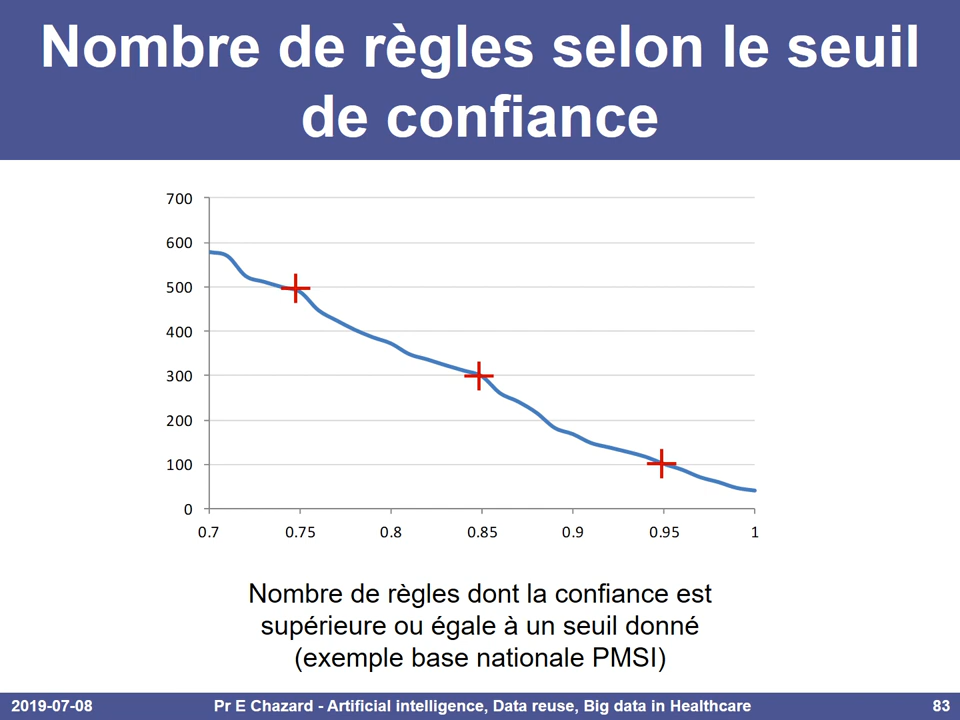 Nombre de règles selon le seuil
de confiance
700
600
500
400
300
200
100
0
0.7 0.75 0.8 0.85 0.9 0.95 1
Nombre de règles dont la confiance est
supérieure ou égale à un seuil donné
(exemple base nationale PMSI)
2019-07-08 Pr E Chazard - Artificial intelligence, Data reuse, Big data in Healthcare 83